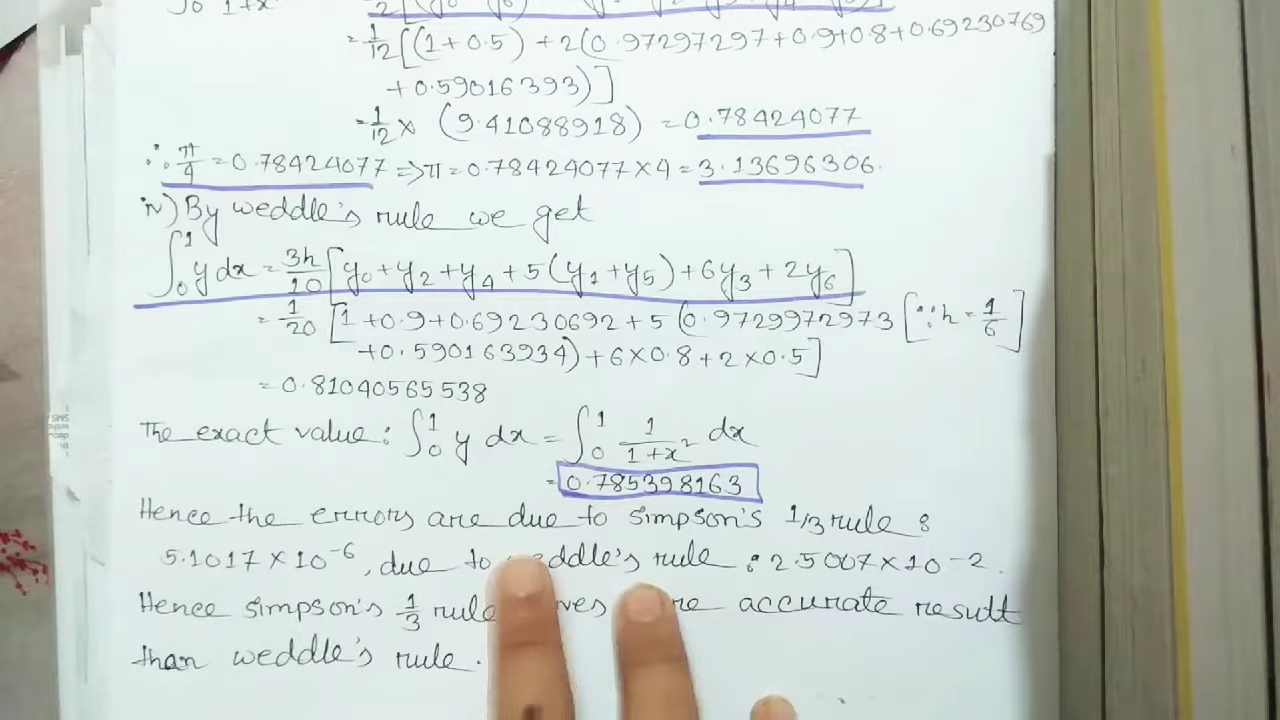 ∫0 1+x
= 1/12 [(1+0.5) + 2(0.97297297+0.9+0.8+0.69230769
+0.59016393)]
= 1/12 × (9.41088918) = 0.78424077
∴ π/4 = 0.78424077 ⇒ π = 0.78424077×4 = 3.13696306.
iv) By weddle's rule we get
∫₀¹ y dx = 3h/10 [y₀+y₂+y₄+5(y₁+y₅)+6y₃+2y₆]
= 1/20 [1+0.9+0.69230692+5(0.9729972973 [∵h=1/6]
+0.590163934)+6×0.8+2×0.5]
= 0.81040565538
The exact value: ∫₀¹ y dx = ∫₀¹ 1/(1+x²) dx
= 0.785398163
Hence the errors are due to simpson's 1/3 rule :
5.1017×10⁻⁶, due to weddle's rule : 2.5007×10⁻².
Hence simpson's 1/3 rule accurate result
than weddle's rule.